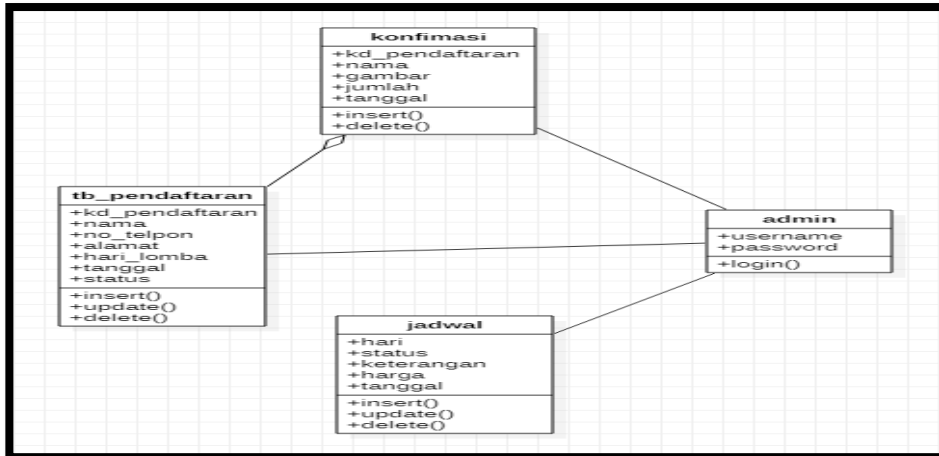 konfimasi
+kd_pendaftaran
+nama
+gambar
+jumlah
+tanggal
+insert()
+delete()
tb_pendaftaran
+kd_pendaftaran
+nama
+no_telpon
+alamat
+hari_lomba
+tanggal
+status
+insert()
+update()
+delete()
admin
+username
+password
+login()
jadwal
+hari
+status
+keterangan
+harga
+tanggal
+insert()
+update()
+delete()